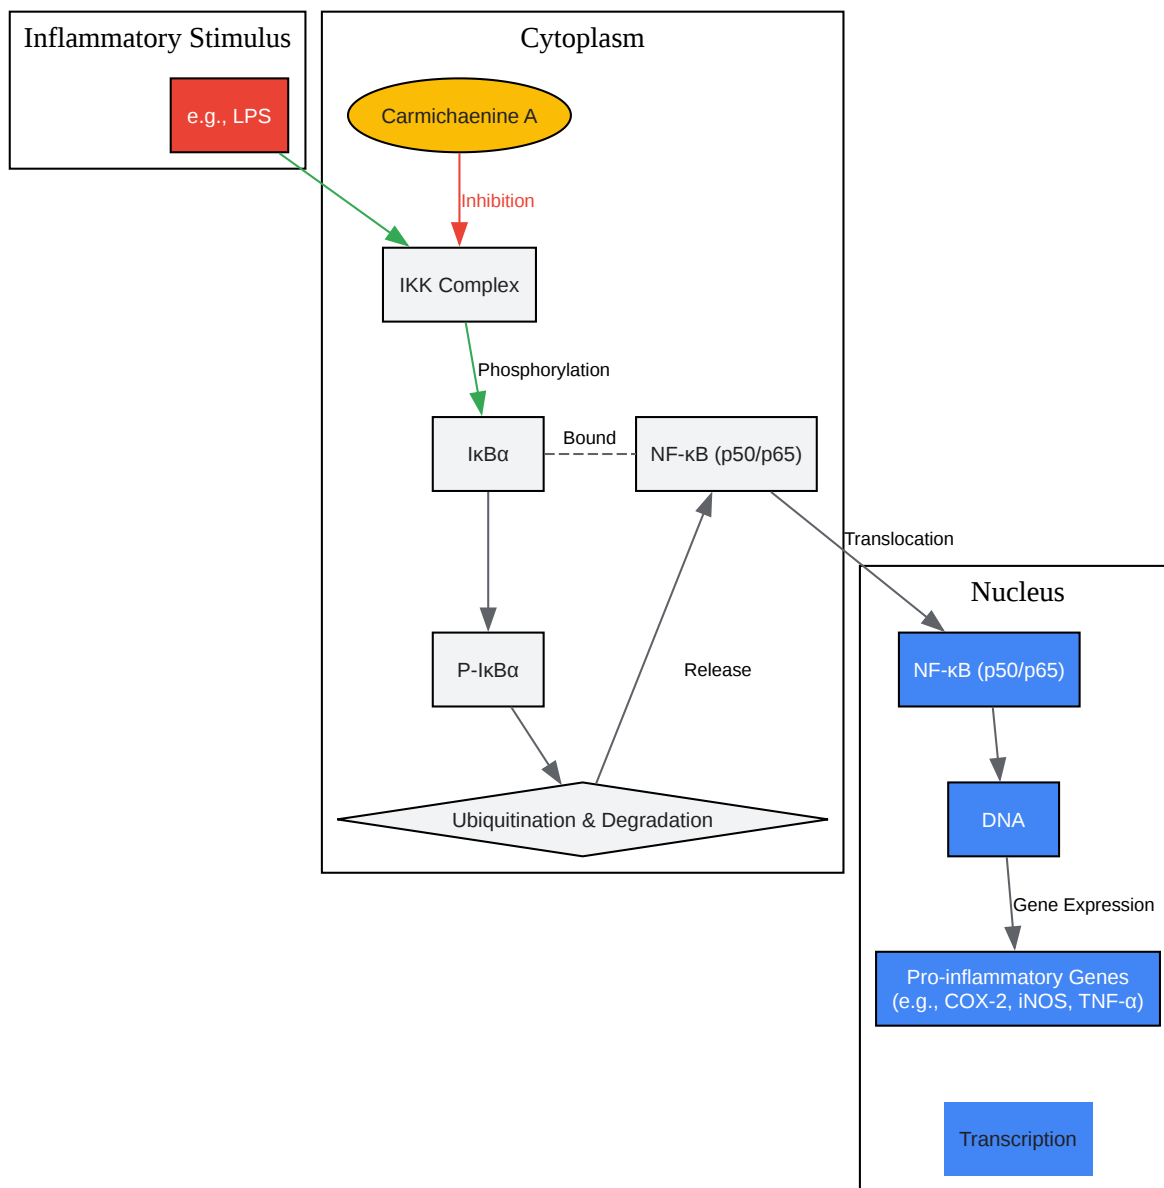 Inflammatory Stimulus
e.g., LPS
Cytoplasm
Carmichaenine A
Inhibition
IKK Complex
Phosphorylation
IκBα
Bound
NF-κB (p50/p65)
P-IκBα
Release
Ubiquitination & Degradation
Translocation
Nucleus
NF-κB (p50/p65)
DNA
Gene Expression
Pro-inflammatory Genes
(e.g., COX-2, iNOS, TNF-α)
Transcription